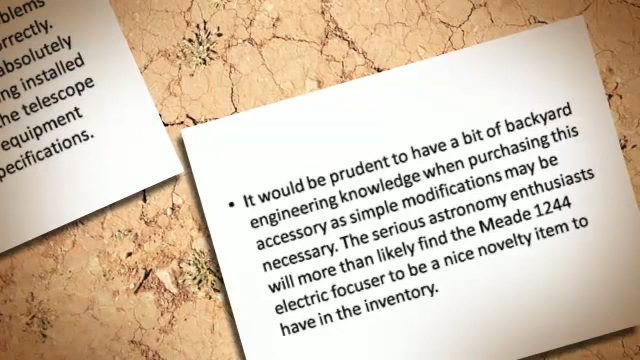 blems
orrectly.
absolutely
ng installed
he telescope
equipment
pecifications.
• It would be prudent to have a bit of backyard
engineering knowledge when purchasing this
accessory as simple modifications may be
necessary. The serious astronomy enthusiasts
will more than likely find the Meade 1244
electric focuser to be a nice novelty item to
have in the inventory.